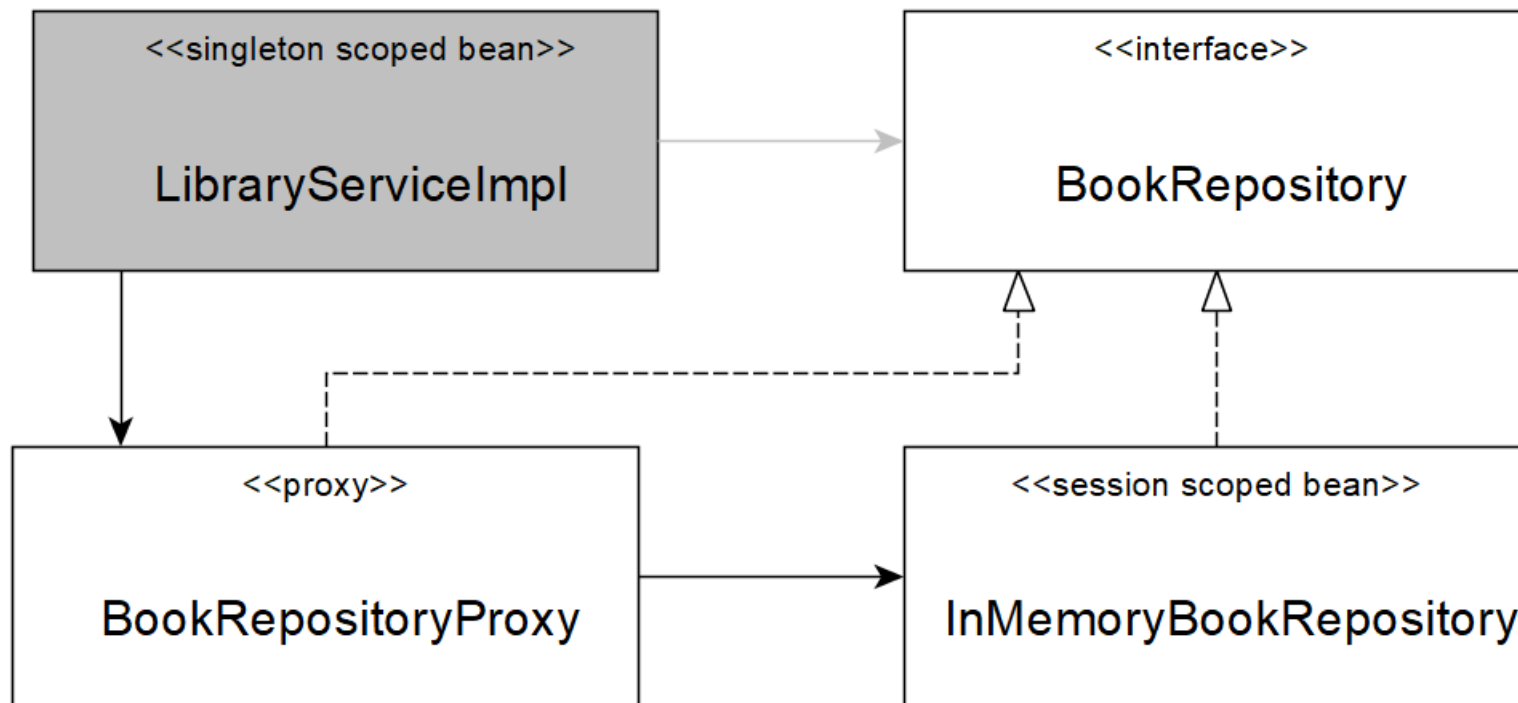 <<singleton scoped bean>>
LibraryServiceImpl
<<interface>>
BookRepository
<<proxy>>
BookRepositoryProxy
<<session scoped bean>>
InMemoryBookRepository